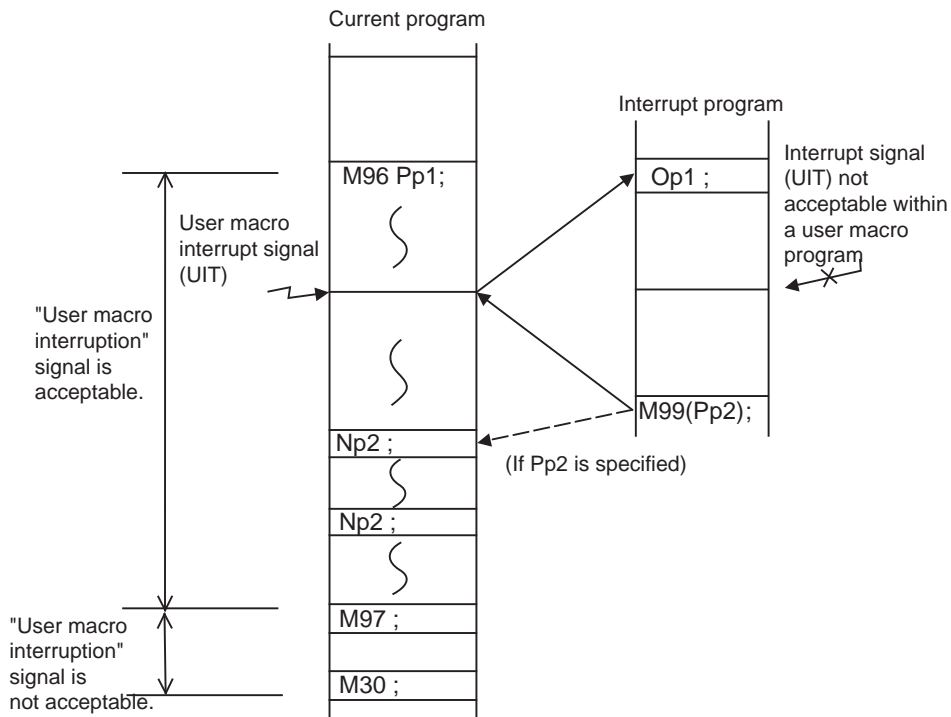 Current program
Interrupt program
M96 Pp1;
Op1 ;
Interrupt signal
(UIT) not
acceptable within
a user macro
program
User macro
interrupt signal
(UIT)
"User macro
interruption"
signal is
acceptable.
M99(Pp2);
Np2 ;
(If Pp2 is specified)
Np2 ;
M97 ;
"User macro
interruption"
signal is
not acceptable.
M30 ;